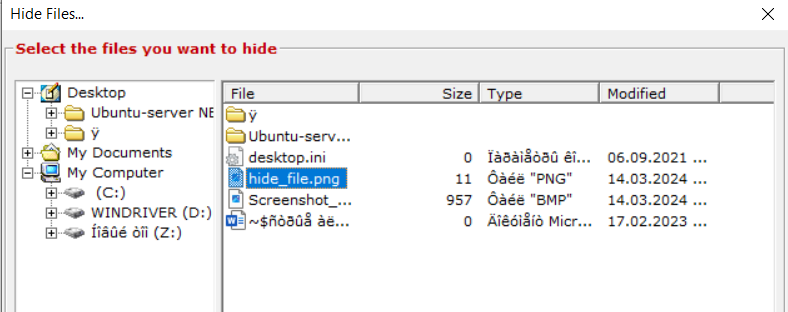 Hide Files...
Select the files you want to hide
Desktop
Ubuntu-server NE
ÿ
My Documents
My Computer
(C:)
WINDRIVER (D:)
Íîâûé òîì (Z:)
File Size Type Modified
ÿ
Ubuntu-serv...
desktop.ini 0 Ïàðàìåòðû êî... 06.09.2021 ...
hide_file.png 11 Ôàéë "PNG" 14.03.2024 ...
Screenshot_... 957 Ôàéë "BMP" 14.03.2024 ...
~$ñòðûå àë... 0 Äîêóìåíò Micr... 17.02.2023 ...